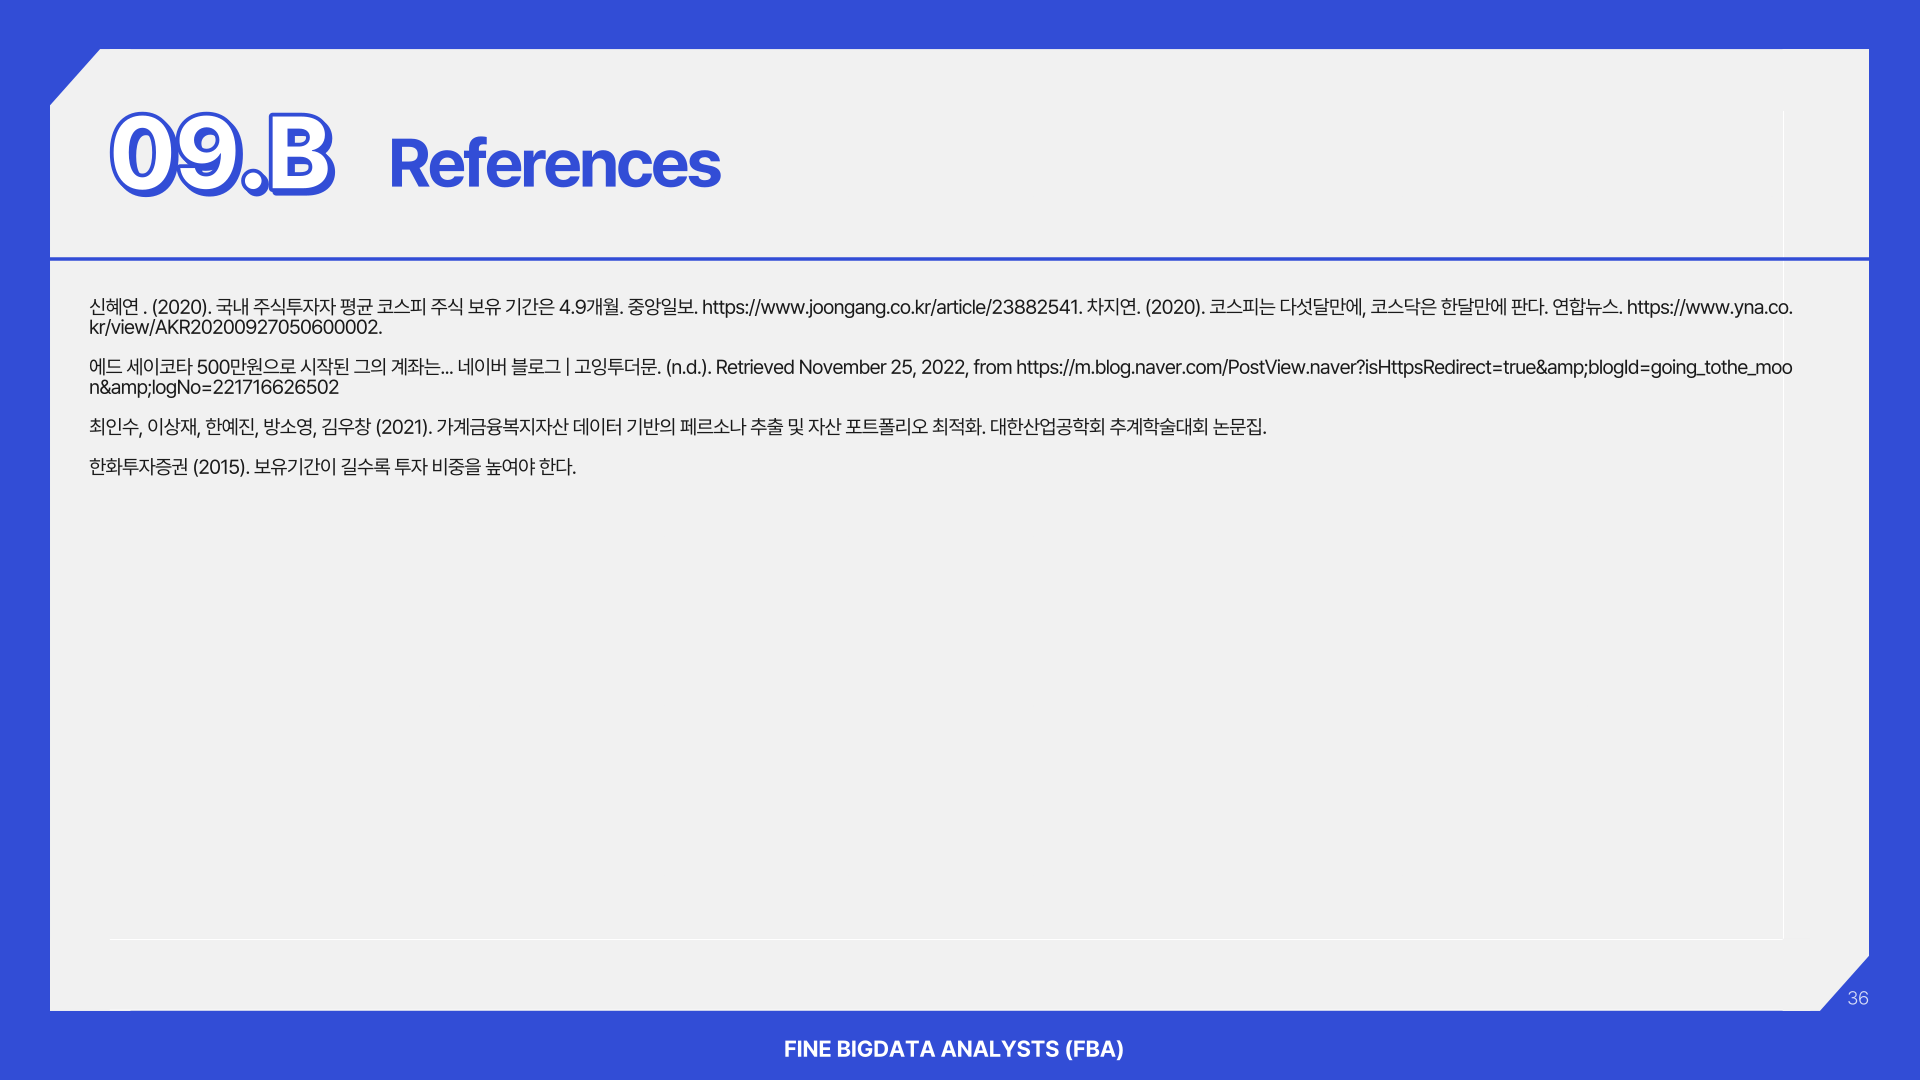 09.B References
신혜연 . (2020). 국내 주식투자자 평균 코스피 주식 보유 기간은 4.9개월. 중앙일보. https://www.joongang.co.kr/article/23882541. 차지연. (2020). 코스피는 다섯달만에, 코스닥은 한달만에 판다. 연합뉴스. https://www.yna.co.
kr/view/AKR20200927050600002.
에드 세이코타 500만원으로 시작된 그의 계좌는... 네이버 블로그 | 고잉투더문. (n.d.). Retrieved November 25, 2022, from https://m.blog.naver.com/PostView.naver?isHttpsRedirect=true&amp;blogId=going_tothe_moo
n&amp;logNo=221716626502
최인수, 이상재, 한예진, 방소영, 김우창 (2021). 가계금융복지자산 데이터 기반의 페르소나 추출 및 자산 포트폴리오 최적화. 대한산업공학회 추계학술대회 논문집.
한화투자증권 (2015). 보유기간이 길수록 투자 비중을 높여야 한다.
36
FINE BIGDATA ANALYSTS (FBA)